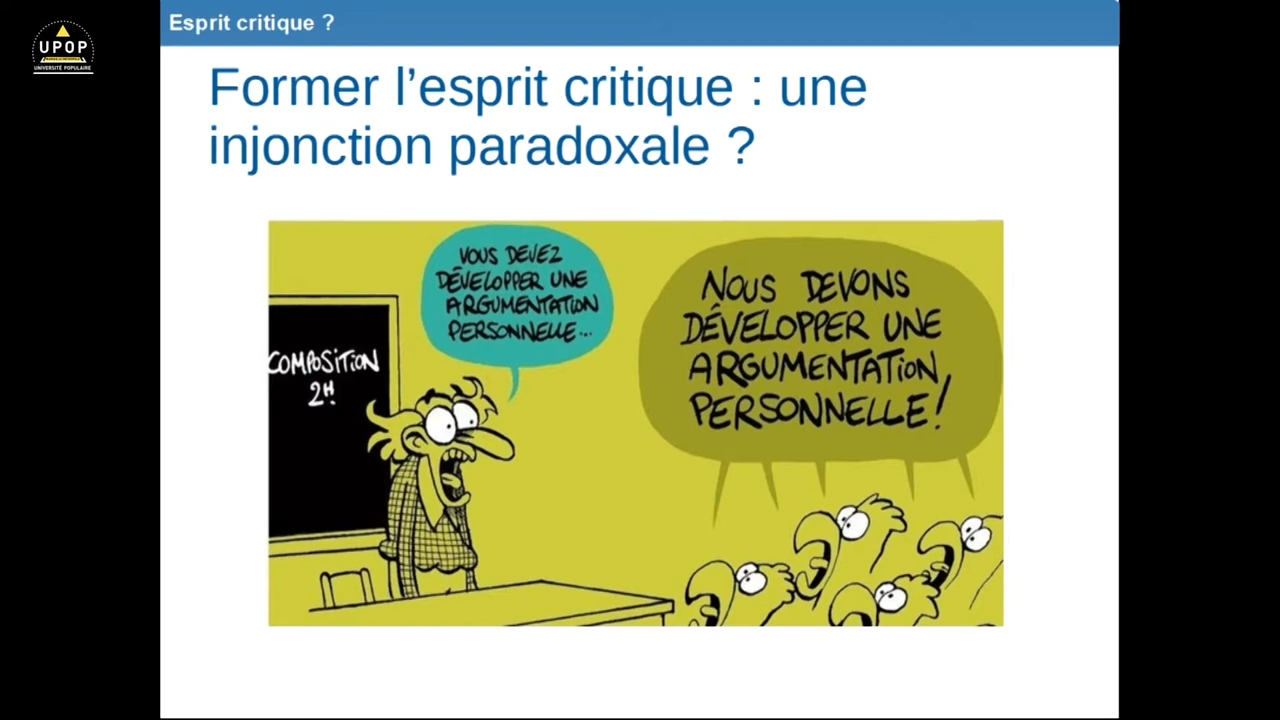 Esprit critique ?
UPOP
UNIVERSITÉ POPULAIRE
Former l’esprit critique : une
injonction paradoxale ?
VOUS DEVEZ
DÉVELOPPER UNE
ARGUMENTATION
PERSONNELLE...
NOUS DEVONS
DÉVELOPPER UNE
ARGUMENTATION
PERSONNELLE !
COMPOSITION
2H